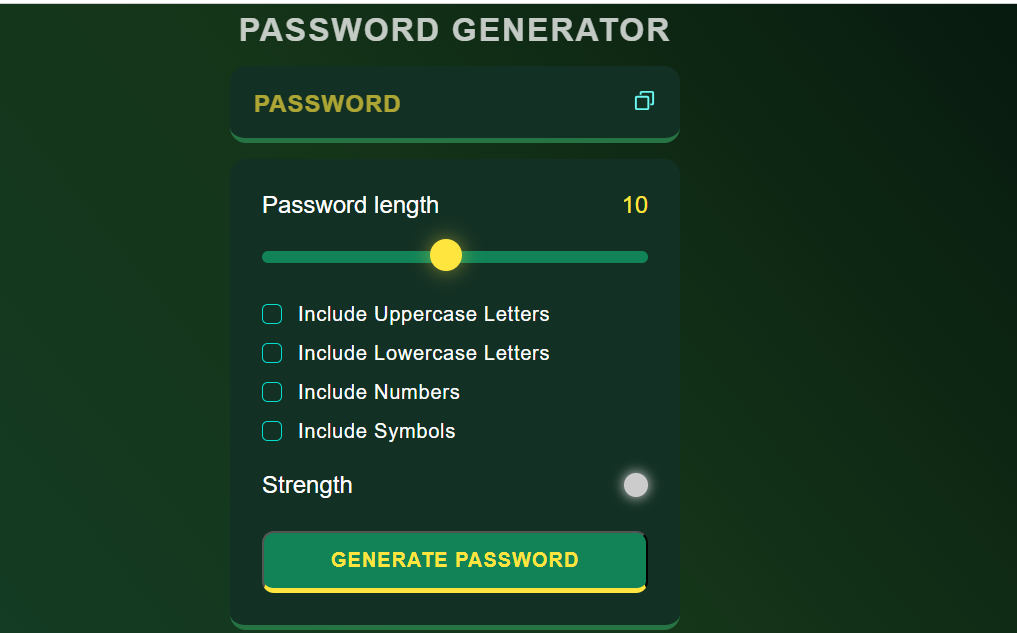 PASSWORD GENERATOR
PASSWORD
Password length 10
Include Uppercase Letters
Include Lowercase Letters
Include Numbers
Include Symbols
Strength
GENERATE PASSWORD